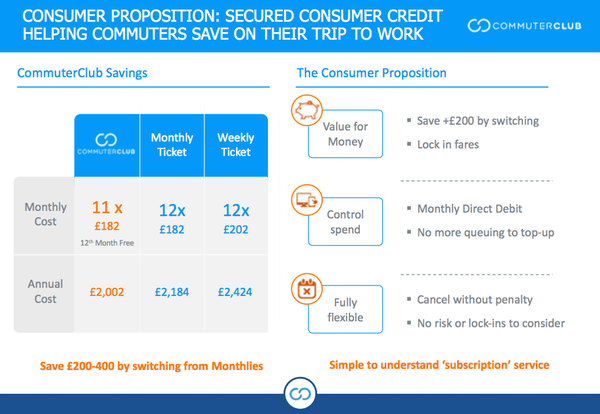 CONSUMER PROPOSITION: SECURED CONSUMER CREDIT
HELPING COMMUTERS SAVE ON THEIR TRIP TO WORK
COMMUTERCLUB
CommuterClub Savings
COMMUTERCLUB
Monthly
Ticket
Weekly
Ticket
Monthly
Cost
11 x
£182
12th Month Free
12x
£182
12x
£202
Annual
Cost
£2,002
£2,184
£2,424
Save £200-400 by switching from Monthlies
The Consumer Proposition
Value for
Money
▪ Save +£200 by switching
▪ Lock in fares
Control
spend
▪ Monthly Direct Debit
▪ No more queuing to top-up
Fully
flexible
▪ Cancel without penalty
▪ No risk or lock-ins to consider
Simple to understand ‘subscription’ service